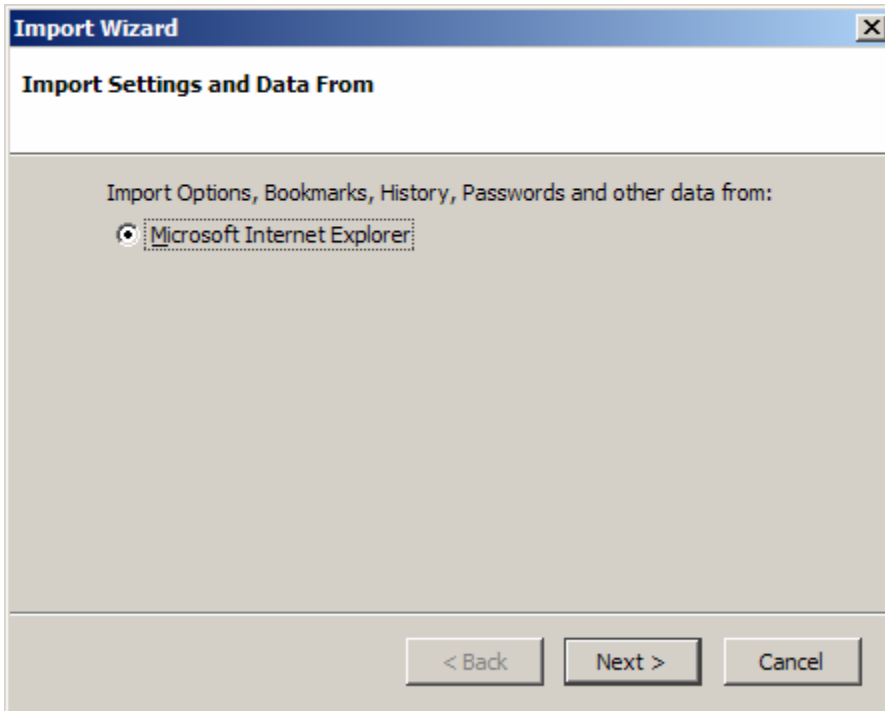 Import Wizard
Import Settings and Data From
Import Options, Bookmarks, History, Passwords and other data from:
Microsoft Internet Explorer
< Back
Next >
Cancel